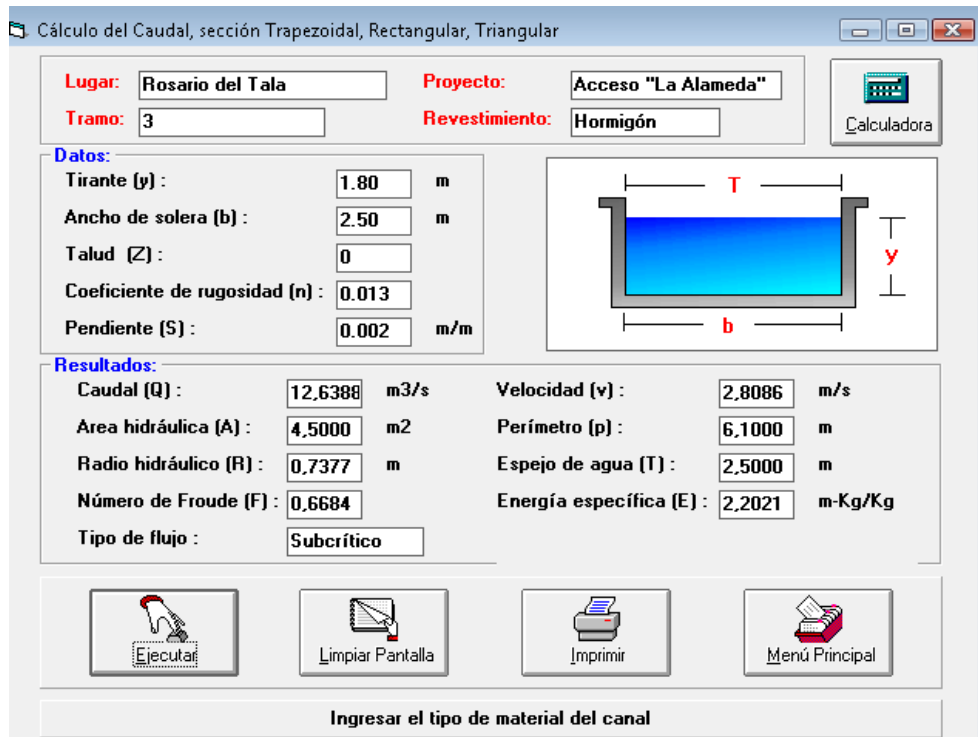 Cálculo del Caudal, sección Trapezoidal, Rectangular, Triangular
Lugar: Rosario del Tala Proyecto: Acceso "La Alameda"
Tramo: 3 Revestimiento: Hormigón
Calculadora
Datos:
Tirante (y) : 1.80 m
Ancho de solera (b) : 2.50 m
Talud (Z) : 0
Coeficiente de rugosidad (n) : 0.013
Pendiente (S) : 0.002 m/m
T
y
b
Resultados:
Caudal (Q) : 12,6388 m3/s Velocidad (v) : 2,8086 m/s
Area hidráulica (A) : 4,5000 m2 Perímetro (p) : 6,1000 m
Radio hidráulico (R) : 0,7377 m Espejo de agua (T) : 2,5000 m
Número de Froude (F) : 0,6684 Energía específica (E) : 2,2021 m-Kg/Kg
Tipo de flujo : Subcrítico
Ejecutar Limpiar Pantalla Imprimir Menú Principal
Ingresar el tipo de material del canal